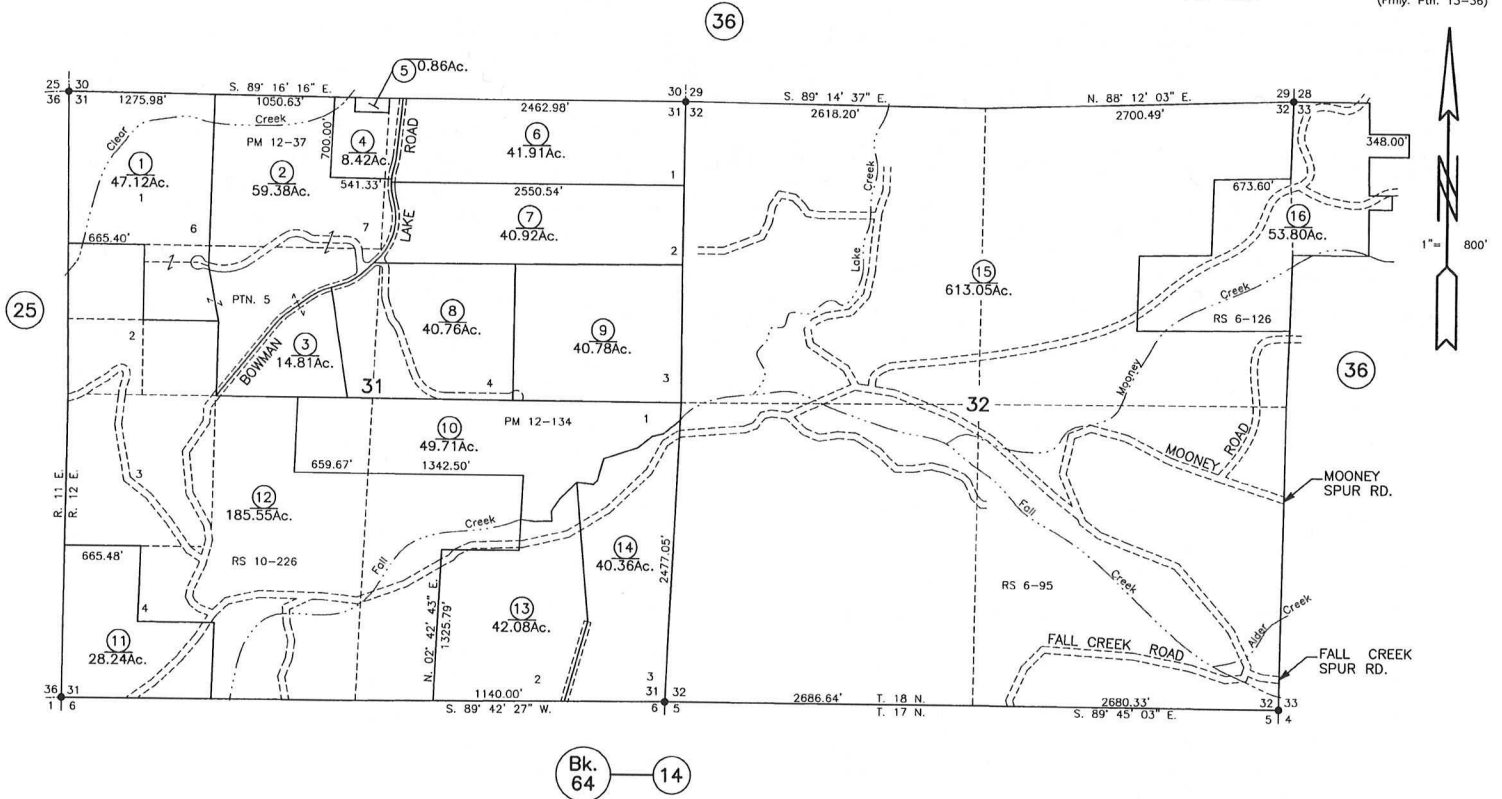 (Frmly. Ptn. 13-36)
36
5 0.86Ac.
25 30
36 31
S. 89' 16' 16" E.
1275.98'
1050.63'
2462.98'
30 29
31 32
S. 89' 14' 37" E.
2618.20'
N. 88' 12' 03" E.
2700.49'
29 28
32 33
348.00'
Clear
Creek
PM 12-37
700.00'
4
8.42Ac.
ROAD
6
41.91Ac.
1
1
47.12Ac.
1
2
59.38Ac.
541.33'
2550.54'
Creek
673.60'
16
53.80Ac.
665.40'
6
7
LAKE
7
40.92Ac.
2
Lake
15
613.05Ac.
1"= 800'
25
PTN. 5
2
BOWMAN
3
14.81Ac.
8
40.76Ac.
9
40.78Ac.
3
4
31
Creek
RS 6-126
Mooney
36
32
10
49.71Ac.
PM 12-134
1
659.67'
1342.50'
MOONEY ROAD
MOONEY
SPUR RD.
R. 11 E.
R. 12 E.
3
12
185.55Ac.
Creek
Fall
RS 10-226
665.48'
4
11
28.24Ac.
Fall
N. 02' 42' 43" E.
1325.79'
14
40.36Ac.
2477.05'
13
42.08Ac.
2
3
RS 6-95
Creek
Alder Creek
FALL CREEK ROAD
FALL CREEK
SPUR RD.
36 31
1 6
1140.00'
S. 89' 42' 27" W.
31 32
6 5
2686.64'
T. 18 N.
T. 17 N.
2680.33'
S. 89' 45' 03" E.
32 33
5 4
Bk.
64
14